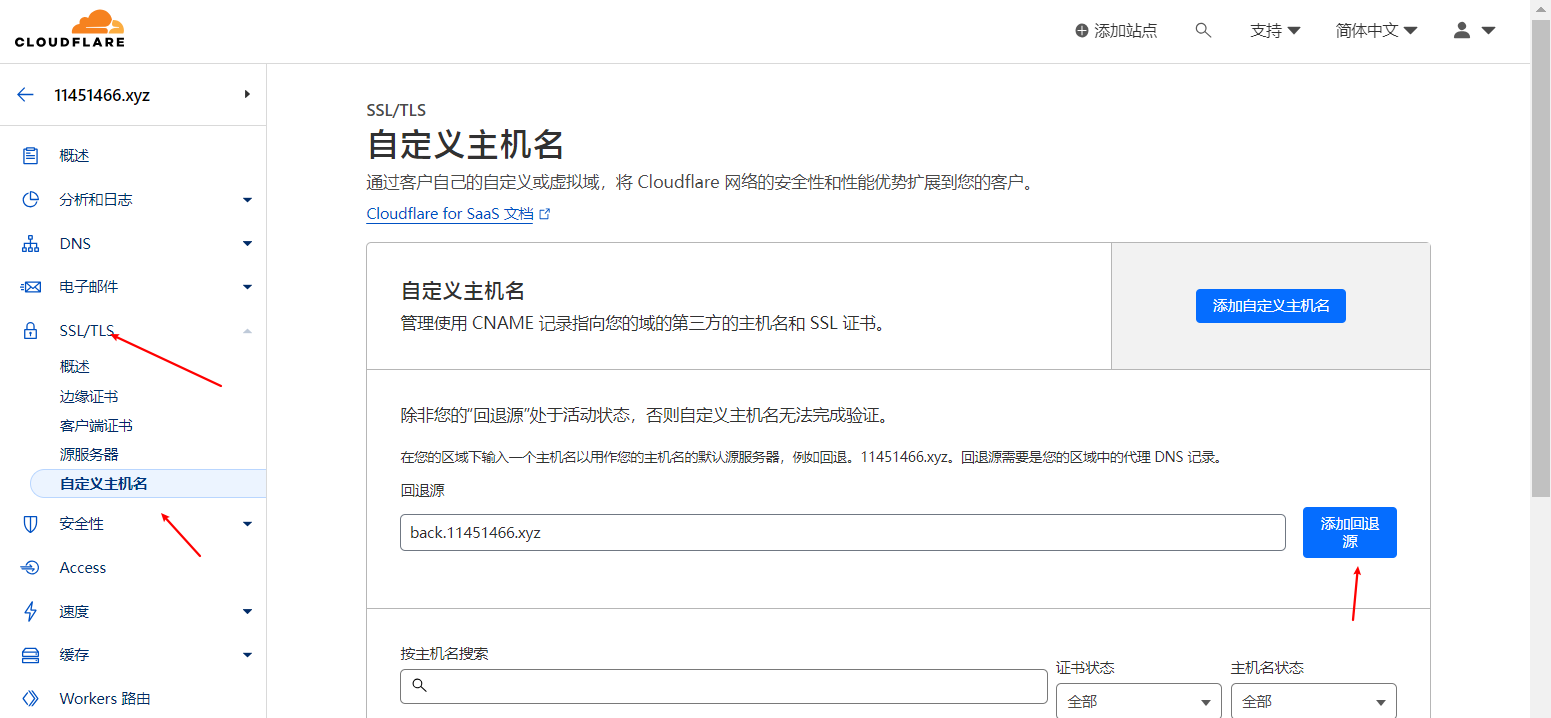 CLOUDFLARE
添加站点
支持
简体中文
11451466.xyz
概述
分析和日志
DNS
电子邮件
SSL/TLS
概述
边缘证书
客户端证书
源服务器
自定义主机名
安全性
Access
速度
缓存
Workers 路由
SSL/TLS
自定义主机名
通过客户自己的自定义或虚拟域，将 Cloudflare 网络的安全性和性能优势扩展到您的客户。
Cloudflare for SaaS 文档
自定义主机名
管理使用 CNAME 记录指向您的域的第三方的主机名和 SSL 证书。
添加自定义主机名
除非您的“回退源”处于活动状态，否则自定义主机名无法完成验证。
在您的区域下输入一个主机名以用作您的主机名的默认源服务器，例如回退。11451466.xyz。回退源需要是您的区域中的代理 DNS 记录。
回退源
back.11451466.xyz
添加回退
源
按主机名搜索
证书状态
主机名状态
全部
全部